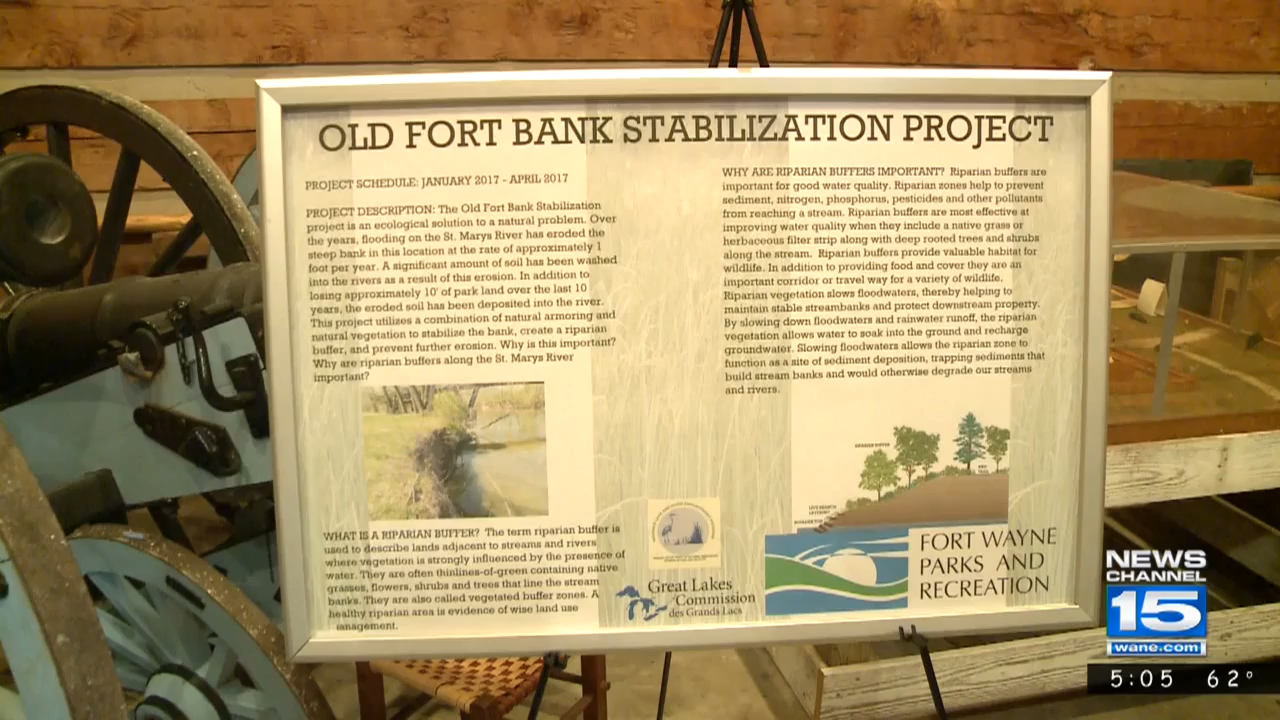 OLD FORT BANK STABILIZATION PROJECT
PROJECT SCHEDULE: JANUARY 2017 - APRIL 2017
PROJECT DESCRIPTION: The Old Fort Bank Stabilization
project is an ecological solution to a natural problem. Over
the years, flooding on the St. Marys River has eroded the
steep bank in this location at the rate of approximately 1
foot per year. A significant amount of soil has been washed
into the rivers as a result of this erosion. In addition to
losing approximately 10' of park land over the last 10
years, the eroded soil has been deposited into the river.
This project utilizes a combination of natural armoring and
natural vegetation to stabilize the bank, create a riparian
buffer, and prevent further erosion. Why is this important?
Why are riparian buffers along the St. Marys River
important?
WHAT IS A RIPARIAN BUFFER? The term riparian buffer is
used to describe lands adjacent to streams and rivers
where vegetation is strongly influenced by the presence of
water. They are often thinlines-of-green containing native
grasses, flowers, shrubs and trees that line the stream
banks. They are also called vegetated buffer zones. A
healthy riparian area is evidence of wise land use
management.
WHY ARE RIPARIAN BUFFERS IMPORTANT? Riparian buffers are
important for good water quality. Riparian zones help to prevent
sediment, nitrogen, phosphorus, pesticides and other pollutants
from reaching a stream. Riparian buffers are most effective at
improving water quality when they include a native grass or
herbaceous filter strip along with deep rooted trees and shrubs
along the stream. Riparian buffers provide valuable habitat for
wildlife. In addition to providing food and cover they are an
important corridor or travel way for a variety of wildlife.
Riparian vegetation slows floodwaters, thereby helping to
maintain stable streambanks and protect downstream property.
By slowing down floodwaters and rainwater runoff, the riparian
vegetation allows water to soak into the ground and recharge
groundwater. Slowing floodwaters allows the riparian zone to
function as a site of sediment deposition, trapping sediments that
build stream banks and would otherwise degrade our streams
and rivers.
Great Lakes
Commission
des Grands Lacs
FORT WAYNE
PARKS AND
RECREATION
NEWS
CHANNEL
15
wane.com
5:05 62°